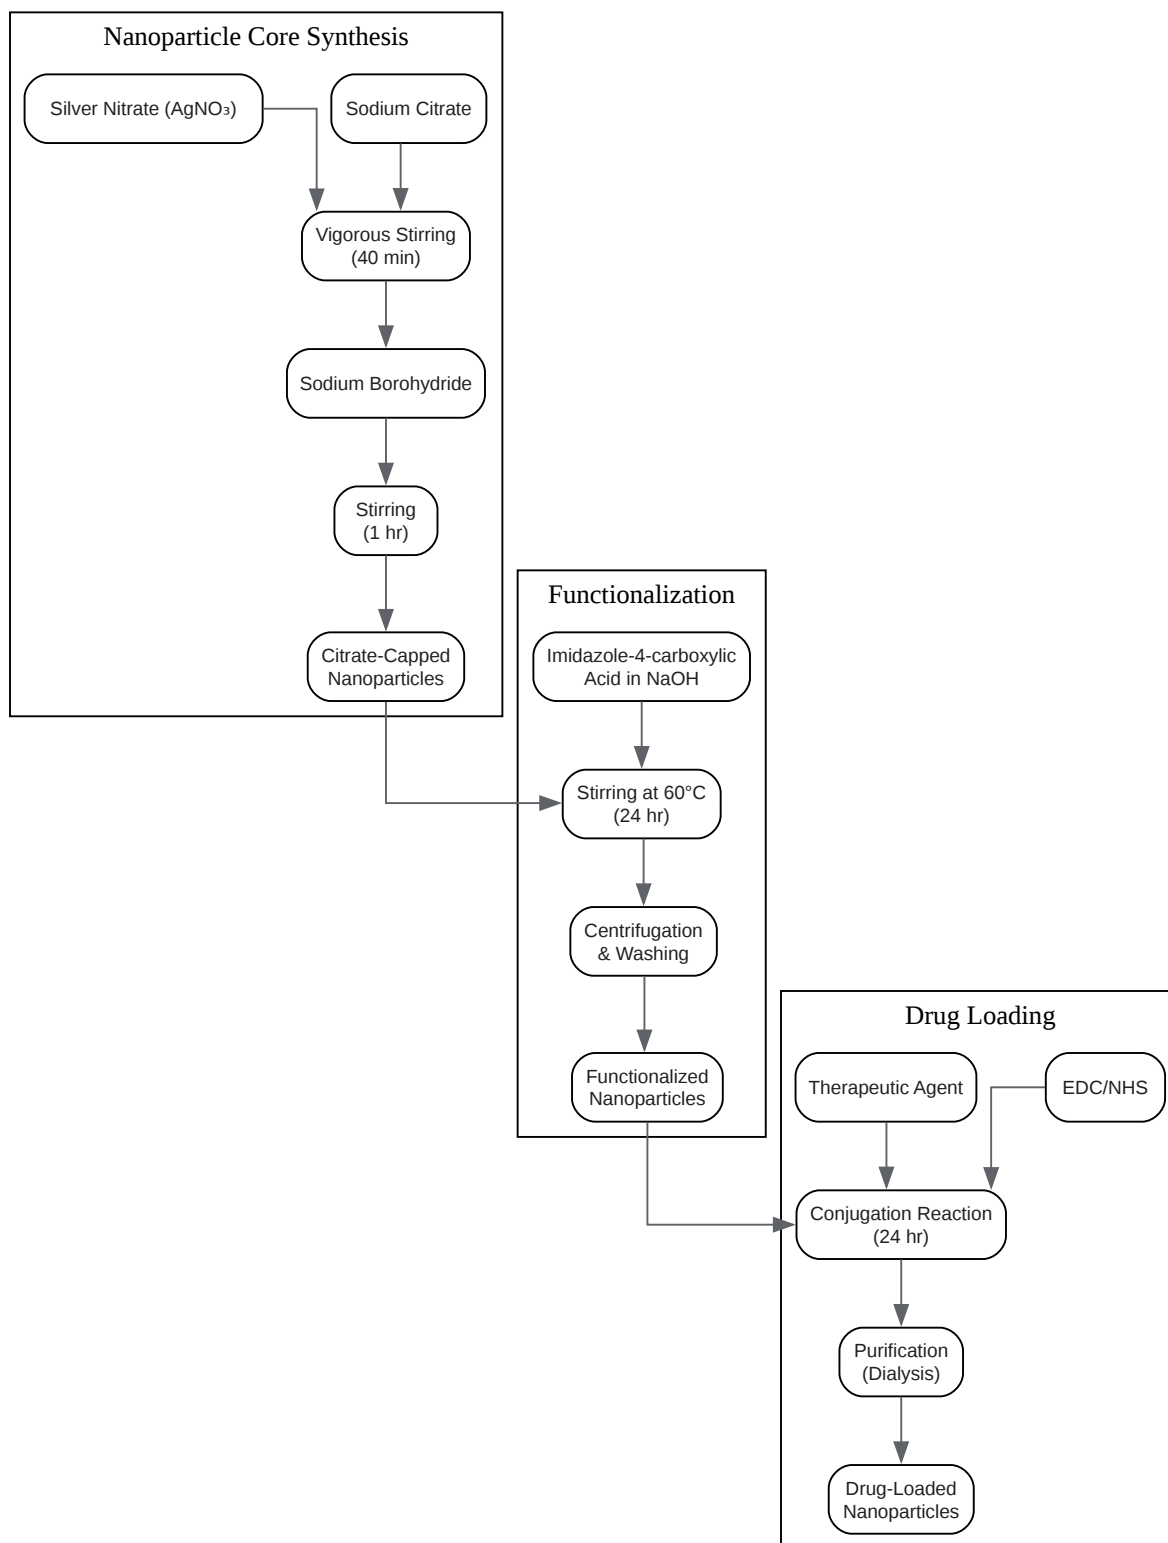 Nanoparticle Core Synthesis
Silver Nitrate (AgNO₃)
Sodium Citrate
Vigorous Stirring
(40 min)
Sodium Borohydride
Stirring
(1 hr)
Citrate-Capped
Nanoparticles
Functionalization
Imidazole-4-carboxylic
Acid in NaOH
Stirring at 60°C
(24 hr)
Centrifugation
& Washing
Functionalized
Nanoparticles
Drug Loading
Therapeutic Agent
EDC/NHS
Conjugation Reaction
(24 hr)
Purification
(Dialysis)
Drug-Loaded
Nanoparticles